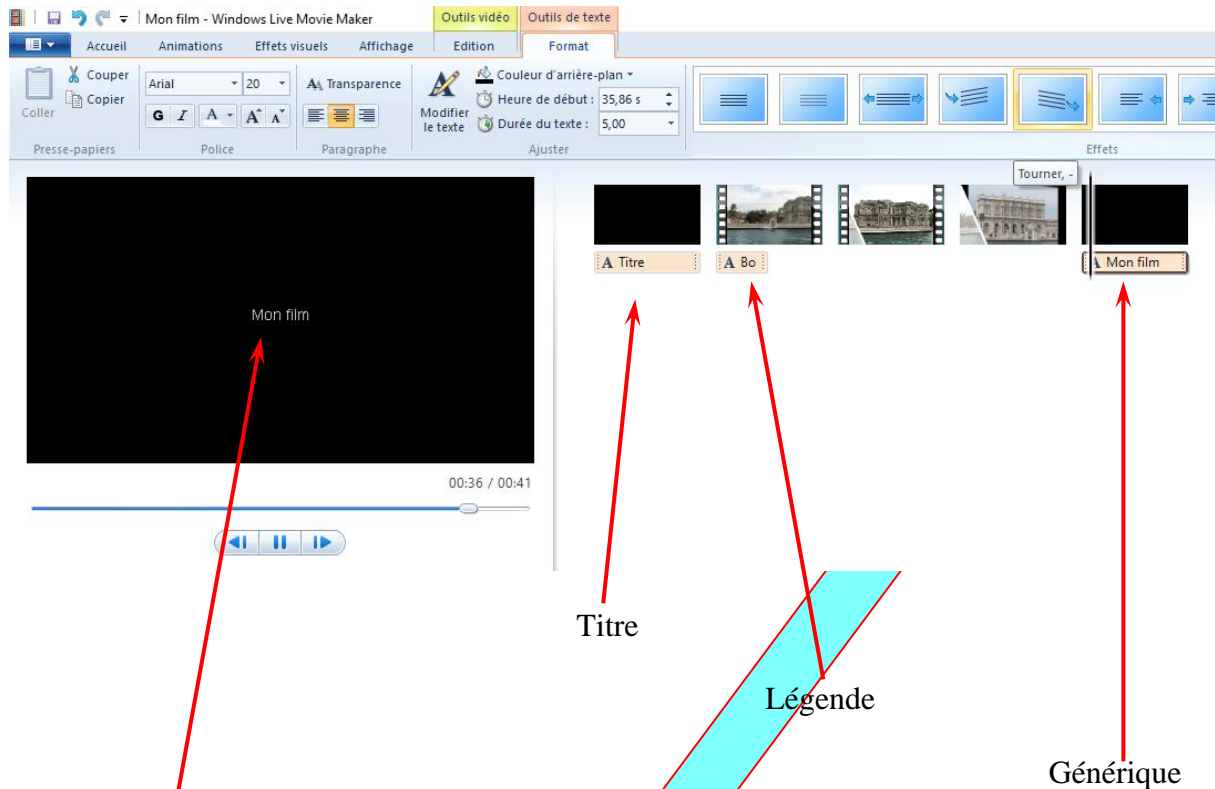 Mon film - Windows Live Movie Maker
Outils vidéo
Outils de texte
Accueil
Animations
Effets visuels
Affichage
Edition
Format
Coller
Couper
Copier
Presse-papiers
Arial
20
G I A A A
Police
Transparence
Paragraphe
Modifier
le texte
Couleur d'arrière-plan
Heure de début : 35,86 s
Durée du texte : 5,00
Ajuster
Effets
Tourner, -
Mon film
00:36 / 00:41
A Titre
A Bo
A Mon film
Titre
Légende
Générique